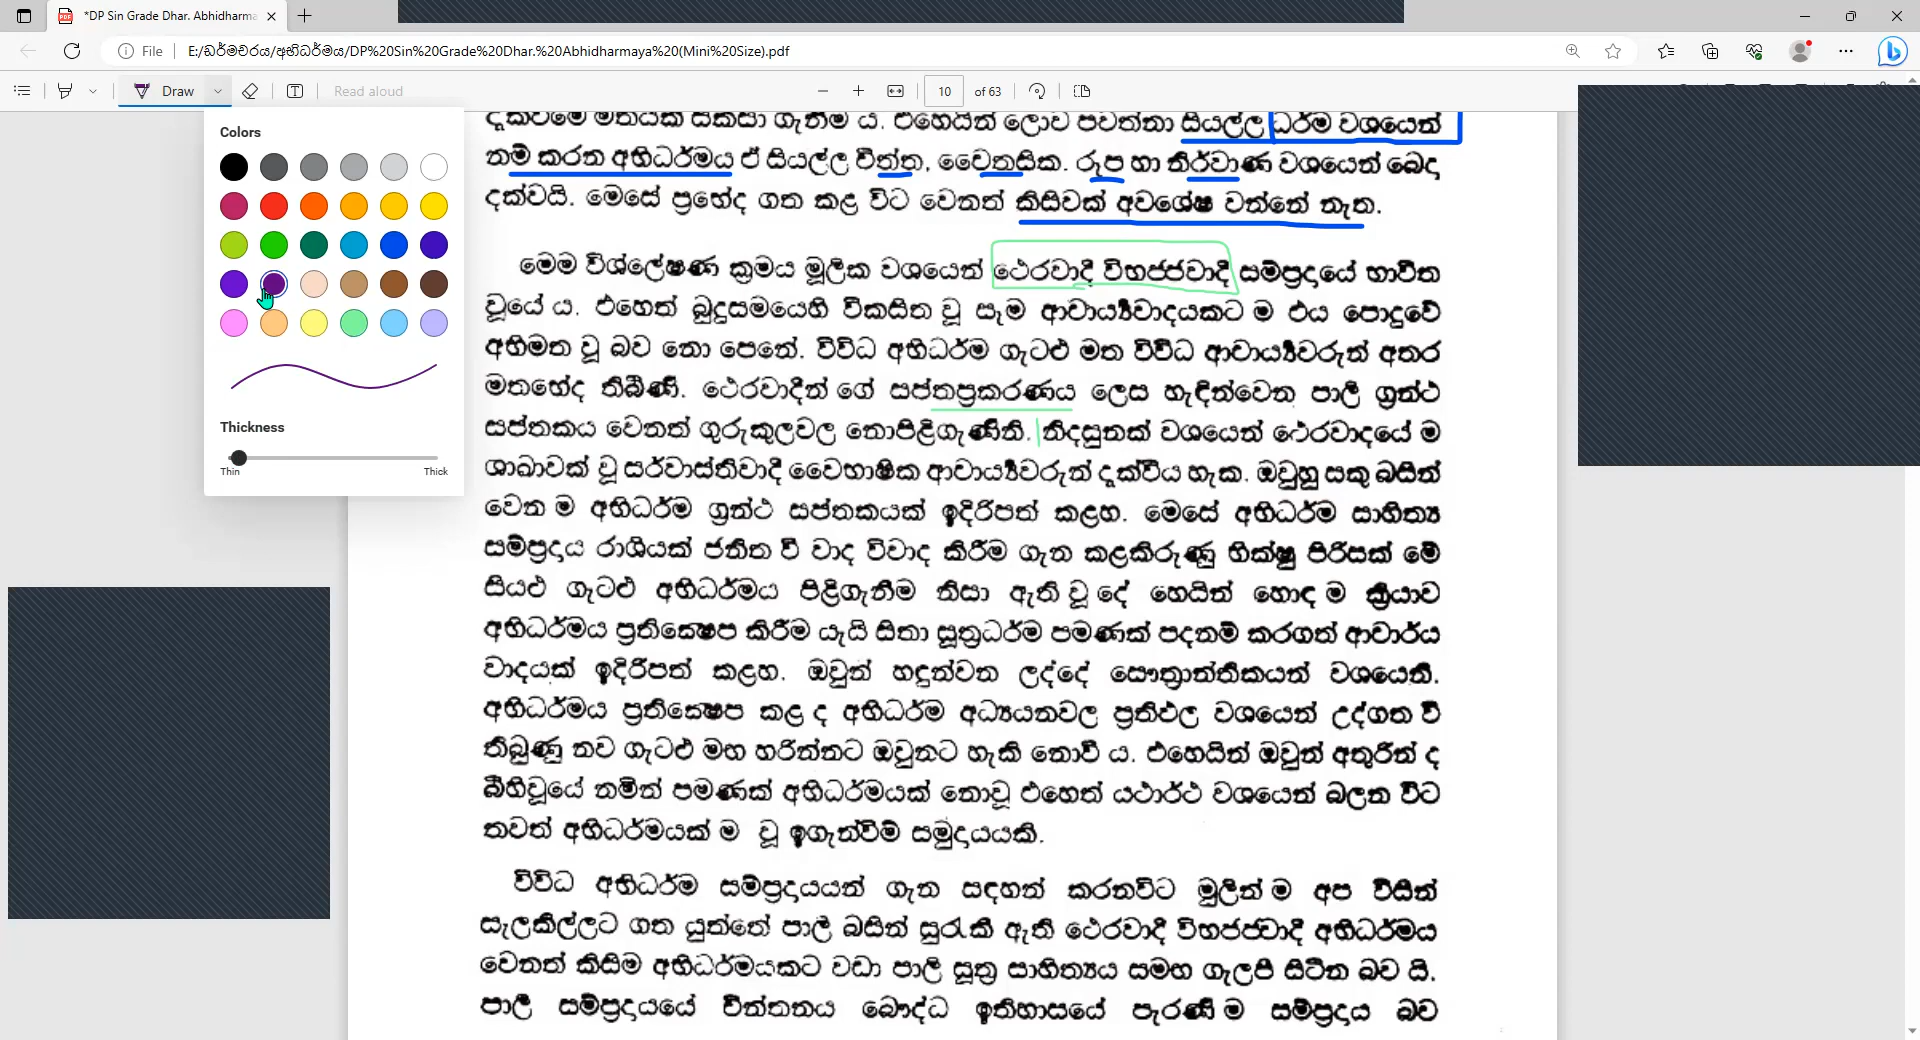 *DP Sin Grade Dhar. Abhidharma
File E:/ඩර්මචරය/අභිධර්මය/DP%20Sin%20Grade%20Dhar.%20Abhidharmaya%20(Mini%20Size).pdf
Draw Read aloud 10 of 63
Colors
Thickness
Thin Thick
දැක්වීමේ මතයක් සකසා ගැනීම ය. එහෙයින් ලොව පවත්නා සියල්ල ධර්ම වශයෙන්
නම් කරන අභිධර්මය ඒ සියල්ල චිත්ත, චෛතසික. රූප හා නිර්වාණ වශයෙන් බෙදා
දක්වයි. මෙසේ ප්‍රභේද ගත කළ විට වෙනත් කිසිවක් අවශේෂ වන්නේ නැත.
මෙම විශ්ලේෂණ ක්‍රමය මූලික වශයෙන් ථෙරවාදී විභජ්ජවාදී සම්ප්‍රදායේ භාවිත
වූයේ ය. එහෙත් බුදුසමයෙහි විකසිත වූ සෑම ආචාර්‍ය්‍යවාදයකට ම එය පොදුවේ
අභිමත වූ බව නො පෙනේ. විවිධ අභිධර්ම ගැටළු මත විවිධ ආචාර්‍ය්‍යවරුන් අතර
මතභේද තිබිණි. ථෙරවාදීන් ගේ සප්තප්‍රකරණය ලෙස හැඳින්වෙන පාලි ග්‍රන්ථ
සප්තකය වෙනත් ගුරුකුලවල නොපිළිගැණිනි. නිදසුනක් වශයෙන් ථෙරවාදයේ ම
ශාඛාවක් වූ සර්වාස්තිවාදී වෛභාෂික ආචාර්‍ය්‍යවරුන් දැක්විය හැක. ඔවුහු සකු බසින්
වෙන ම අභිධර්ම ග්‍රන්ථ සප්තකයක් ඉදිරිපත් කළහ. මෙසේ අභිධර්ම සාහිත්‍ය
සම්ප්‍රදාය රාශියක් ජනිත වී වාද විවාද කිරීම ගැන කළකිරුණු භික්ෂු පිරිසක් මේ
සියළු ගැටළු අභිධර්මය පිළිගැනීම නිසා ඇති වූ දේ හෙයින් හොඳ ම ක්‍රියාව
අභිධර්මය ප්‍රතික්ෂේප කිරීම යැයි සිතා සූත්‍රධර්ම පමණක් පදනම් කරගත් ආචාර්ය
වාදයක් ඉදිරිපත් කළහ. ඔවුන් හඳුන්වන ලද්දේ සෞත්‍රාන්තිකයන් වශයෙනි.
අභිධර්මය ප්‍රතික්ෂේප කළ ද අභිධර්ම අධ්‍යයනවල ප්‍රතිඵල වශයෙන් උද්ගත වී
තිබුණු නව ගැටළු මඟ හරින්නට ඔවුනට හැකි නොවී ය. එහෙයින් ඔවුන් අතුරින් ද
බිහිවූයේ නමින් පමණක් අභිධර්මයක් නොවූ එහෙත් යථාර්ථ වශයෙන් බලන විට
තවත් අභිධර්මයක් ම වූ ඉගැන්වීම් සමුදායයකි.
විවිධ අභිධර්ම සම්ප්‍රදායයන් ගැන සඳහන් කරනවිට මුලින් ම අප විසින්
සැලකිල්ලට ගත යුත්තේ පාලි බසින් සුරැකී ඇති ථෙරවාදී විභජ්ජවාදී අභිධර්මය
වෙනත් කිසිම අභිධර්මයකට වඩා පාලි සූත්‍ර සාහිත්‍යය සමඟ ගැලපී සිටින බව යි.
පාලි සම්ප්‍රදායයේ චින්තනය බෞද්ධ ඉතිහාසයේ පැරණි ම සම්ප්‍රදාය බව